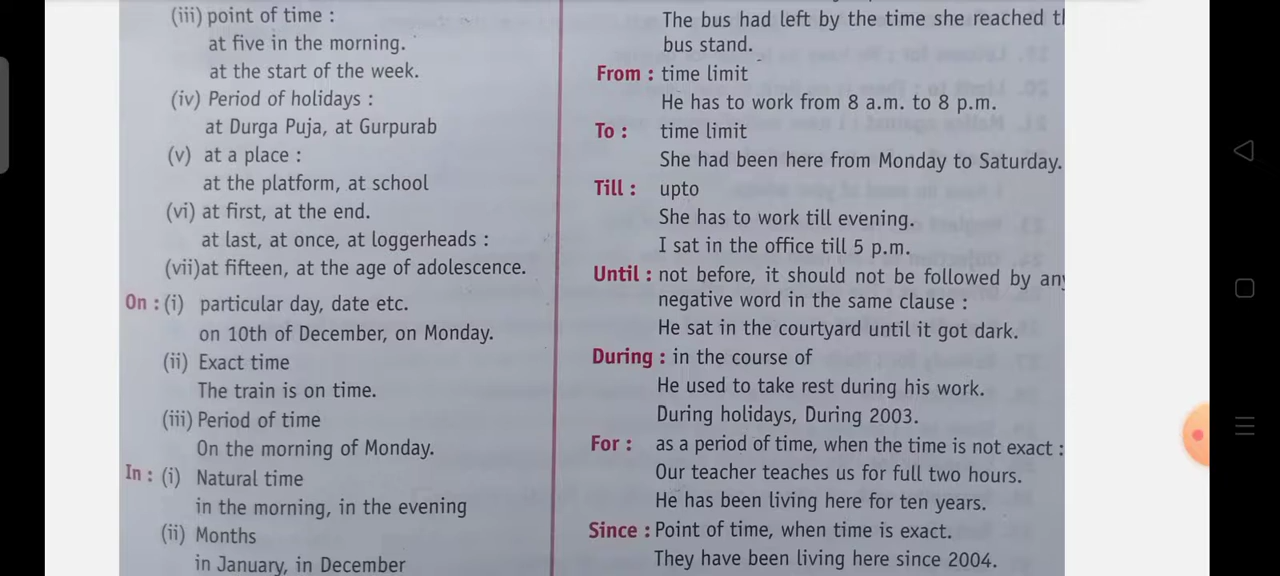 (iii) point of time :
at five in the morning.
at the start of the week.
(iv) Period of holidays :
at Durga Puja, at Gurpurab
(v) at a place :
at the platform, at school
(vi) at first, at the end.
at last, at once, at loggerheads :
(vii)at fifteen, at the age of adolescence.
On : (i) particular day, date etc.
on 10th of December, on Monday.
(ii) Exact time
The train is on time.
(iii) Period of time
On the morning of Monday.
In : (i) Natural time
in the morning, in the evening
(ii) Months
in January, in December
The bus had left by the time she reached
bus stand.
From : time limit
He has to work from 8 a.m. to 8 p.m.
To : time limit
She had been here from Monday to Saturday.
Till : upto
She has to work till evening.
I sat in the office till 5 p.m.
Until : not before, it should not be followed by
negative word in the same clause :
He sat in the courtyard until it got dark.
During : in the course of
He used to take rest during his work.
During holidays, During 2003.
For : as a period of time, when the time is not exact :
Our teacher teaches us for full two hours.
He has been living here for ten years.
Since : Point of time, when time is exact.
They have been living here since 2004.